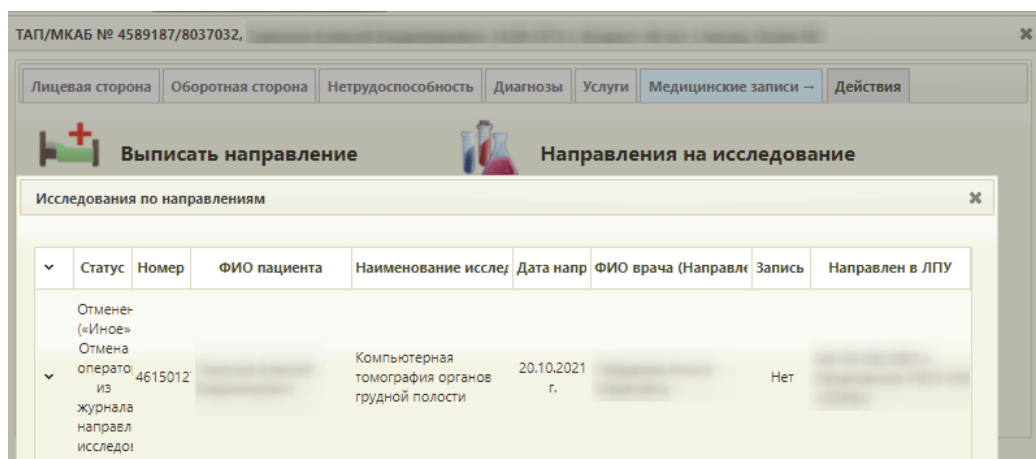 ТАП/МКАБ № 4589187/8037032,
Лицевая сторона Оборотная сторона Нетрудоспособность Диагнозы Услуги Медицинские записи → Действия
Выписать направление Направления на исследование
Исследования по направлениям
Статус Номер ФИО пациента Наименование исслед Дата напр ФИО врача (Направле Запись Направлен в ЛПУ
Отменен
(«Иное»
Отмена
операто
из
журнала
направл
исследов
4615012
Компьютерная
томография органов
грудной полости
20.10.2021
г.
Нет